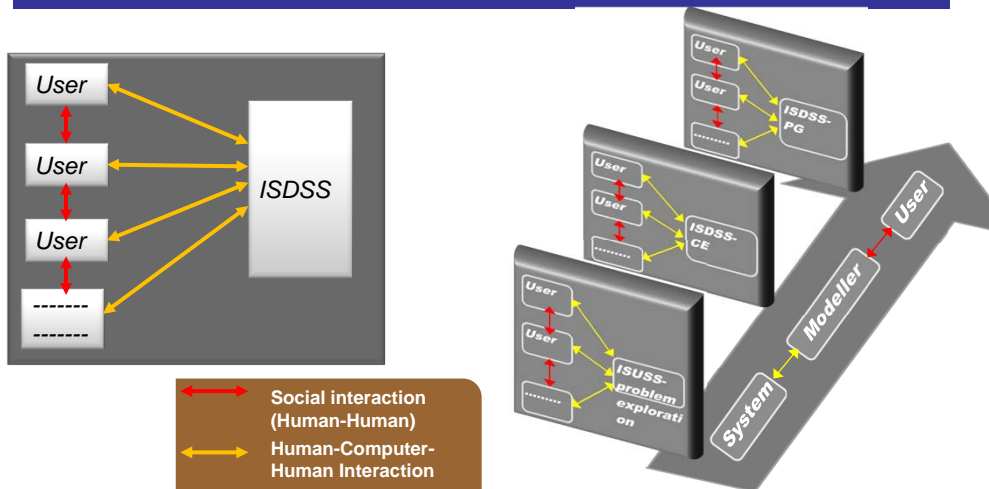 User
User
User
--------
--------
ISDSS
Social interaction
(Human-Human)
Human-Computer-
Human Interaction
User
User
---------
ISDSS-
PG
User
User
---------
ISDSS-
CE
User
User
---------
ISUSS-
problem
explorati
on
System
Modeller
User